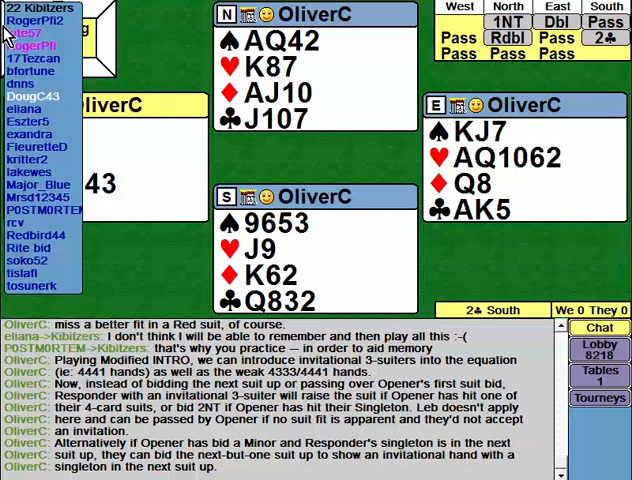 22 Kibitzers
RogerPfi2
RogerPfi
17Tezcan
bfortune
dnns
DougC43
eliana
Eszter5
exandra
FleuretteD
kritter2
lakewes
Major_Blue
Mrsd12345
P0STM0RTEM
rcv
Redbird44
Rite bid
soko52
tislafl
tosunerk
N OliverC
♠AQ42
♥K87
♦AJ10
♣J107
West North East South
1NT Dbl Pass
Pass Rdbl Pass 2♣
Pass Pass Pass
liverC
43
E OliverC
♠KJ7
♥AQ1062
♦Q8
♣AK5
S OliverC
♠9653
♥J9
♦K62
♣Q832
2♣ South We 0 They 0
OliverC: miss a better fit in a Red suit, of course.
eliana->Kibitzers: I don't think I will be able to remember and then play all this :-(
P0STM0RTEM->Kibitzers: that's why you practice -- in order to aid memory
OliverC: Playing Modified INTRO, we can introduce invitational 3-suiters into the equation
OliverC: (ie: 4441 hands) as well as the weak 4333/4441 hands.
OliverC: Now, instead of bidding the next suit up or passing over Opener's first suit bid,
OliverC: Responder with an invitational 3-suiter will raise the suit if Opener has hit one of
OliverC: their 4-card suits, or bid 2NT if Opener has hit their Singleton. Leb doesn't apply
OliverC: here and can be passed by Opener if no suit fit is apparent and they'd not accept
OliverC: an invitation.
OliverC: Alternatively if Opener has bid a Minor and Responder's singleton is in the next
OliverC: suit up, they can bid the next-but-one suit up to show an invitational hand with a
OliverC: singleton in the next suit up.
Chat
Lobby
8218
Tables
1
Tourneys